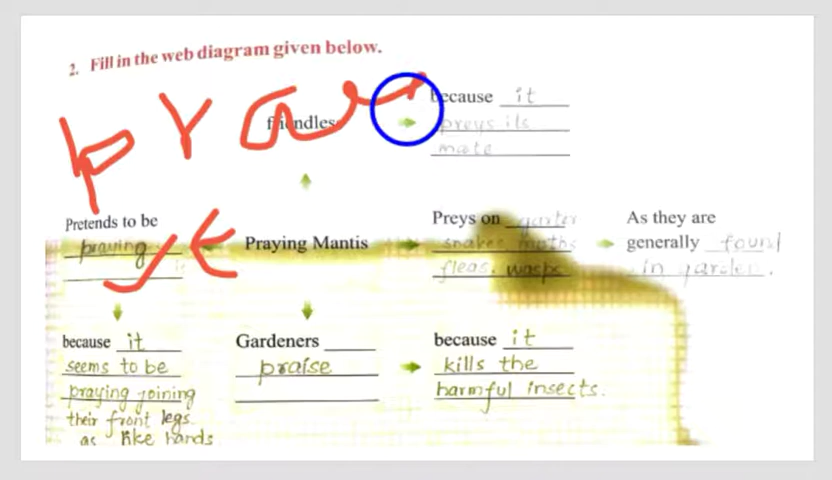 2. Fill in the web diagram given below.
friendless
because it
preys its
mate
Pretends to be
praying
Praying Mantis
Preys on garter
snakes, moths
fleas, wasps
As they are
generally found
in garden.
because it
seems to be
praying joining
their front legs
as like hands
Gardeners
praise
because it
kills the
harmful insects.